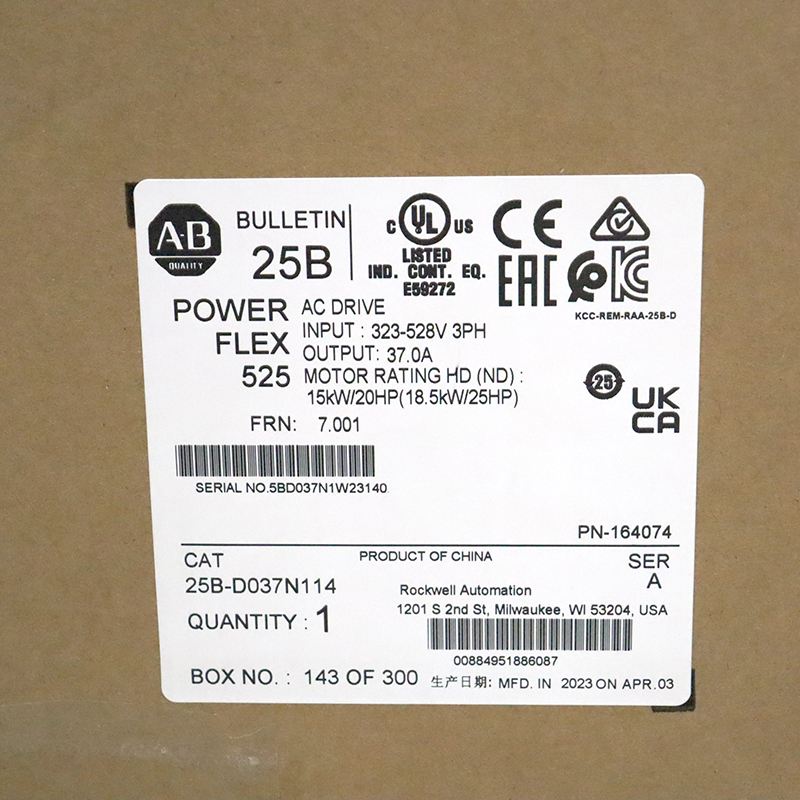 A-B
QUALITY
BULLETIN
25B
C UL US
LISTED
IND. CONT. EQ.
E59272
CE
EAC
KC
KCC-REM-RAA-25B-D
POWER
FLEX
525
AC DRIVE
INPUT : 323-528V 3PH
OUTPUT: 37.0A
MOTOR RATING HD (ND) :
15kW/20HP(18.5kW/25HP)
FRN: 7.001
25
UK
CA
SERIAL NO.5BD037N1W23140
PN-164074
CAT
PRODUCT OF CHINA
SER
25B-D037N114
A
Rockwell Automation
1201 S 2nd St, Milwaukee, WI 53204, USA
QUANTITY : 1
00884951886087
BOX NO. : 143 OF 300
生产日期: MFD. IN 2023 ON APR.03